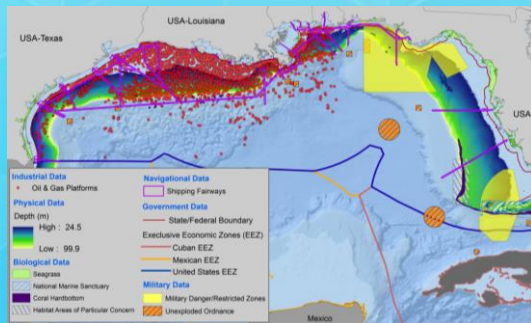 USA-Louisiana
USA-Texas
USA-
Industrial Data
Oil & Gas Platforms
Physical Data
Depth (m)
High : 24.5
Low : 99.9
Biological Data
Seagrass
National Marine Sanctuary
Coral Hardbottom
Habitat Areas of Particular Concern
Navigational Data
Shipping Fairways
Government Data
State/Federal Boundary
Execlusive Economic Zones (EEZ)
Cuban EEZ
Mexican EEZ
United States EEZ
Military Data
Military Danger/Restricted Zones
Unexploded Ordnance
Mexico